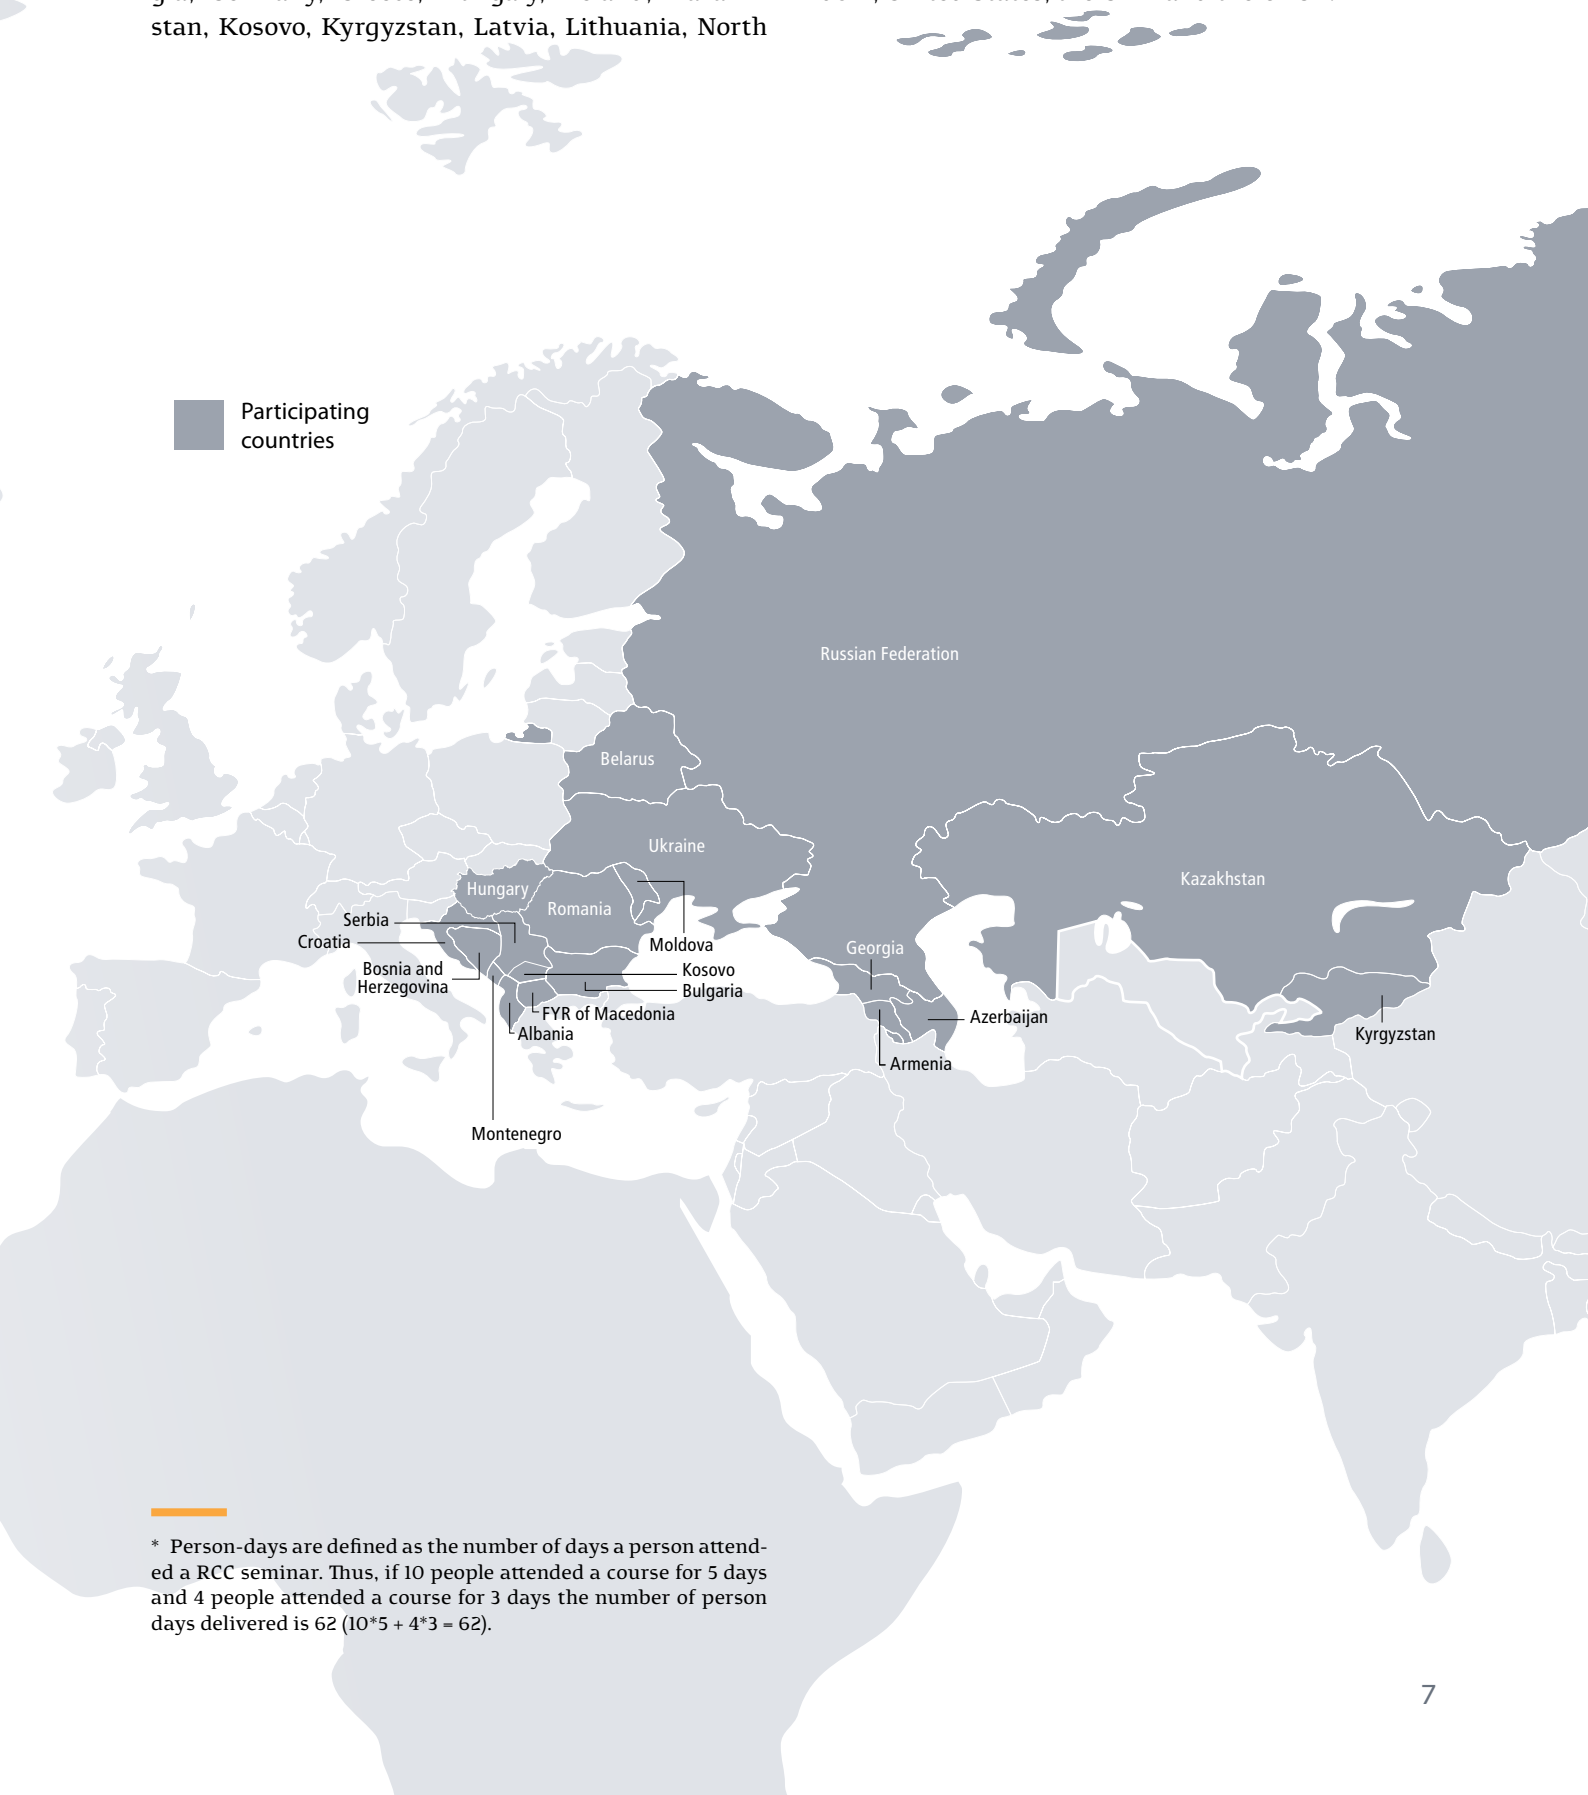 stan, Kosovo, Kyrgyzstan, Latvia, Lithuania, North
Participating
countries
Russian Federation
Belarus
Ukraine
Kazakhstan
Hungary
Romania
Serbia
Croatia
Moldova
Georgia
Bosnia and
Herzegovina
Kosovo
Bulgaria
FYR of Macedonia
Albania
Azerbaijan
Kyrgyzstan
Armenia
Montenegro
* Person-days are defined as the number of days a person attend-
ed a RCC seminar. Thus, if 10 people attended a course for 5 days
and 4 people attended a course for 3 days the number of person
days delivered is 62 (10*5 + 4*3 = 62).
7